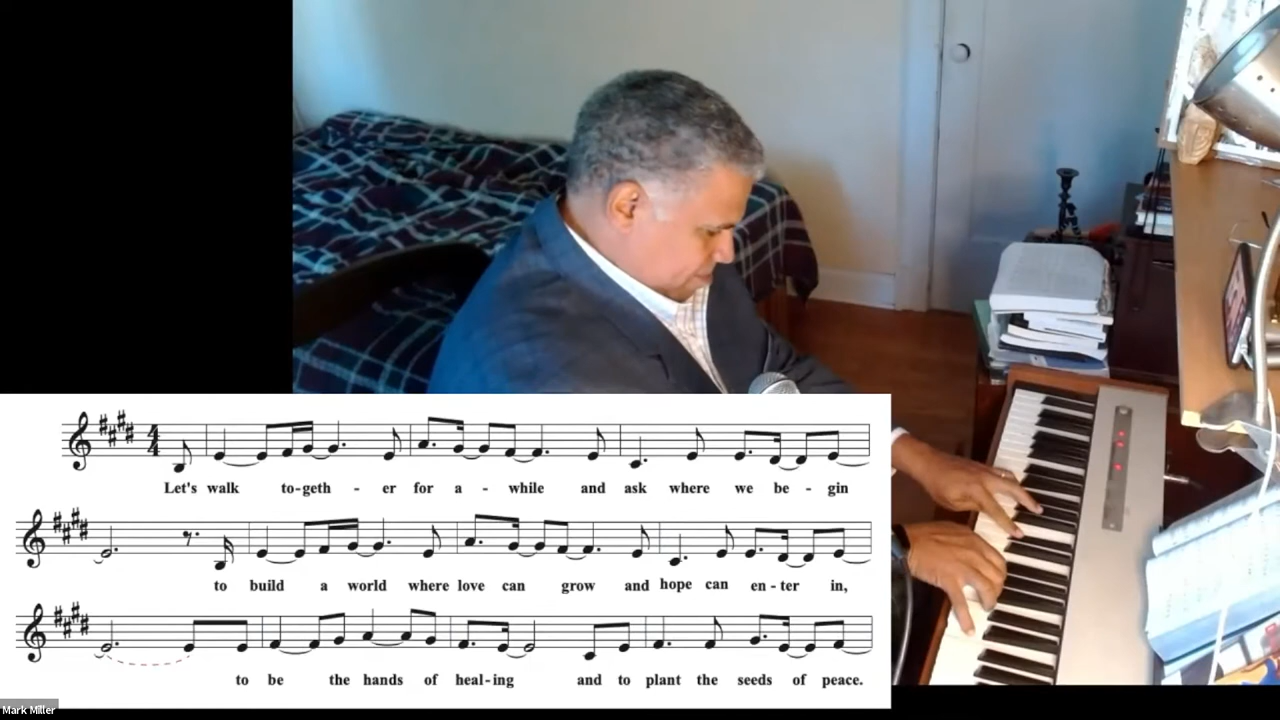 Let's walk to-geth - er for a - while and ask where we be - gin
to build a world where love can grow and hope can en - ter in,
to be the hands of heal-ing and to plant the seeds of peace.
Mark Miller